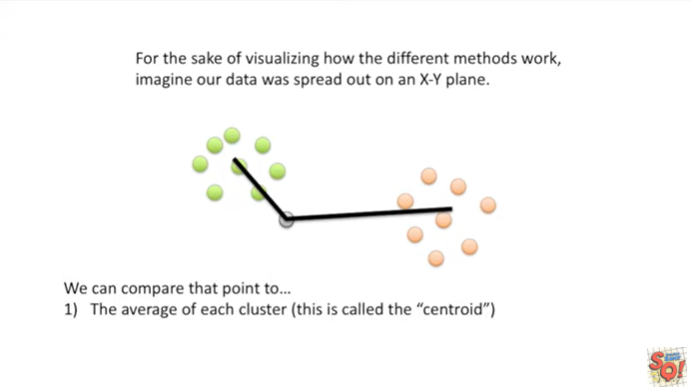 For the sake of visualizing how the different methods work,
imagine our data was spread out on an X-Y plane.
We can compare that point to...
1) The average of each cluster (this is called the “centroid”)
SO!